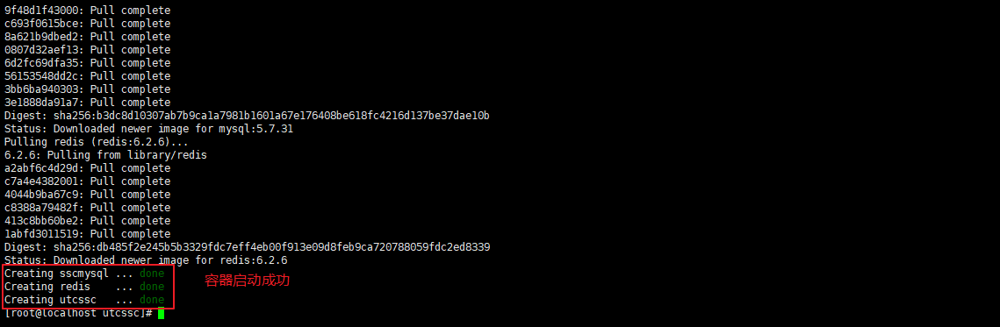 9f48d1f43000: Pull complete
c693f0615bce: Pull complete
8a621b9dbed2: Pull complete
0807d32aef13: Pull complete
6d2fc69dfa35: Pull complete
56153548dd2c: Pull complete
3bb6ba940303: Pull complete
3e1888da91a7: Pull complete
Digest: sha256:b3dc8d10307ab7b9ca1a7981b1601a67e176408be618fc4216d137be37dae10b
Status: Downloaded newer image for mysql:5.7.31
Pulling redis (redis:6.2.6)...
6.2.6: Pulling from library/redis
a2abf6c4d29d: Pull complete
c7a4e4382001: Pull complete
4044b9ba67c9: Pull complete
c8388a79482f: Pull complete
413c8bb60be2: Pull complete
1abfd3011519: Pull complete
Digest: sha256:db485f2e245b5b3329fdc7eff4eb00f913e09d8feb9ca720788059fdc2ed8339
Status: Downloaded newer image for redis:6.2.6
Creating sscmysql ... done
Creating redis    ... done
容器启动成功
Creating utcssc   ... done
[root@localhost utcssc]#